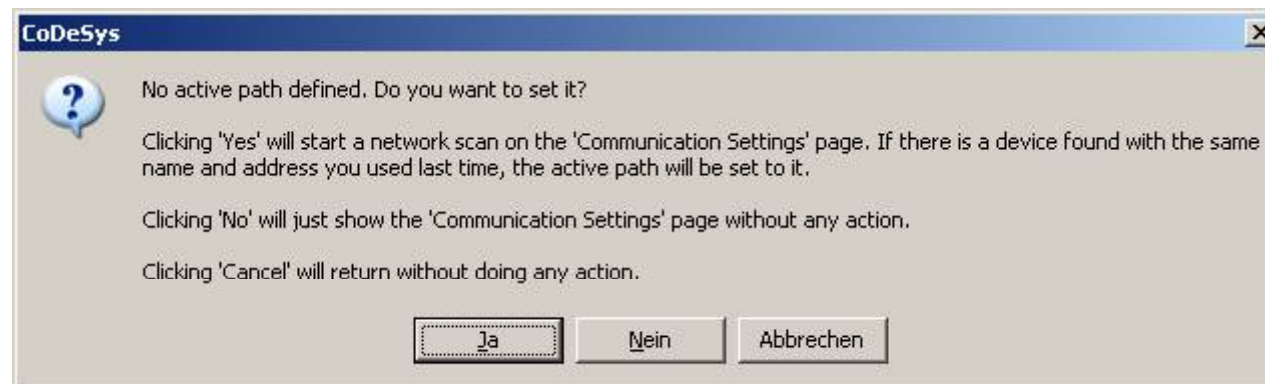 CoDeSys
No active path defined. Do you want to set it?
Clicking 'Yes' will start a network scan on the 'Communication Settings' page. If there is a device found with the same
name and address you used last time, the active path will be set to it.
Clicking 'No' will just show the 'Communication Settings' page without any action.
Clicking 'Cancel' will return without doing any action.
Ja Nein Abbrechen